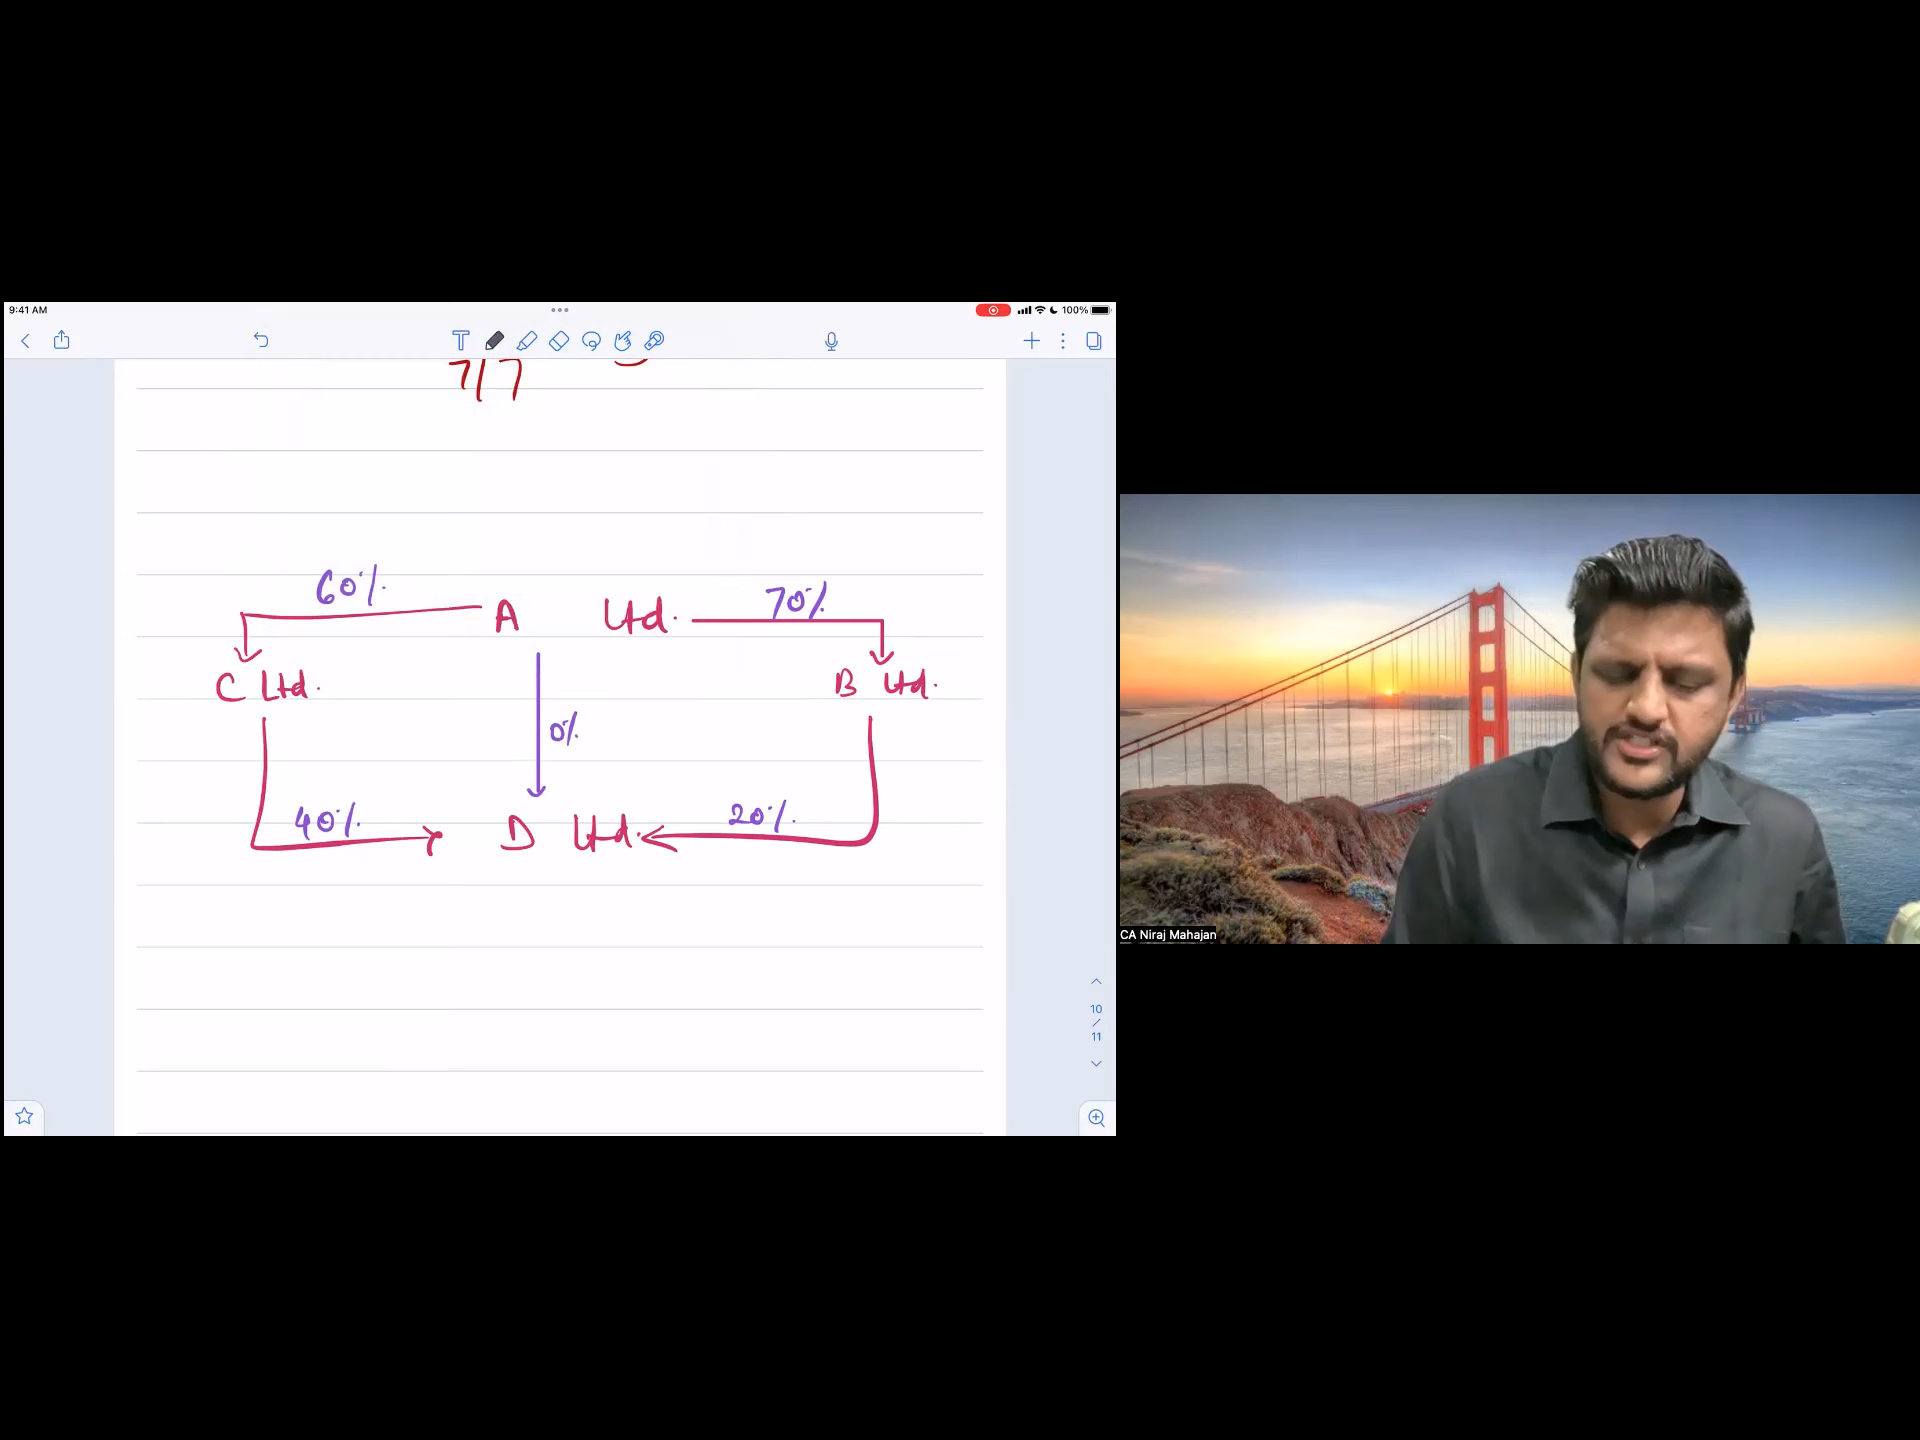 9:41 AM
100%
7/7
60%.
70%
A Ltd.
C Ltd.
B Ltd.
0%.
40%.
20%.
D Ltd.
10
/
11
CA Niraj Mahajan